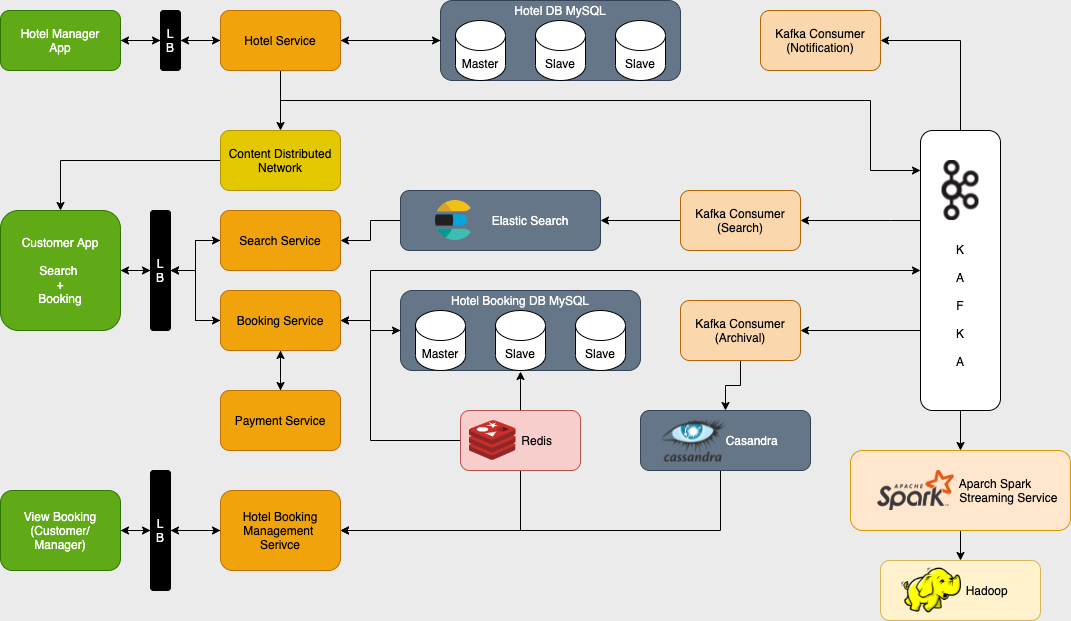 Hotel Manager
App
L
B
Hotel Service
Hotel DB MySQL
Master
Slave
Slave
Kafka Consumer
(Notification)
Content Distributed
Network
Customer App
Search
+
Booking
L
B
Search Service
Elastic Search
Kafka Consumer
(Search)
K
A
F
K
A
Booking Service
Hotel Booking DB MySQL
Master
Slave
Slave
Kafka Consumer
(Archival)
Payment Service
Redis
cassandra
Casandra
APACHE
Spark
Aparch Spark
Streaming Service
View Booking
(Customer/
Manager)
L
B
Hotel Booking
Management
Serivce
Hadoop